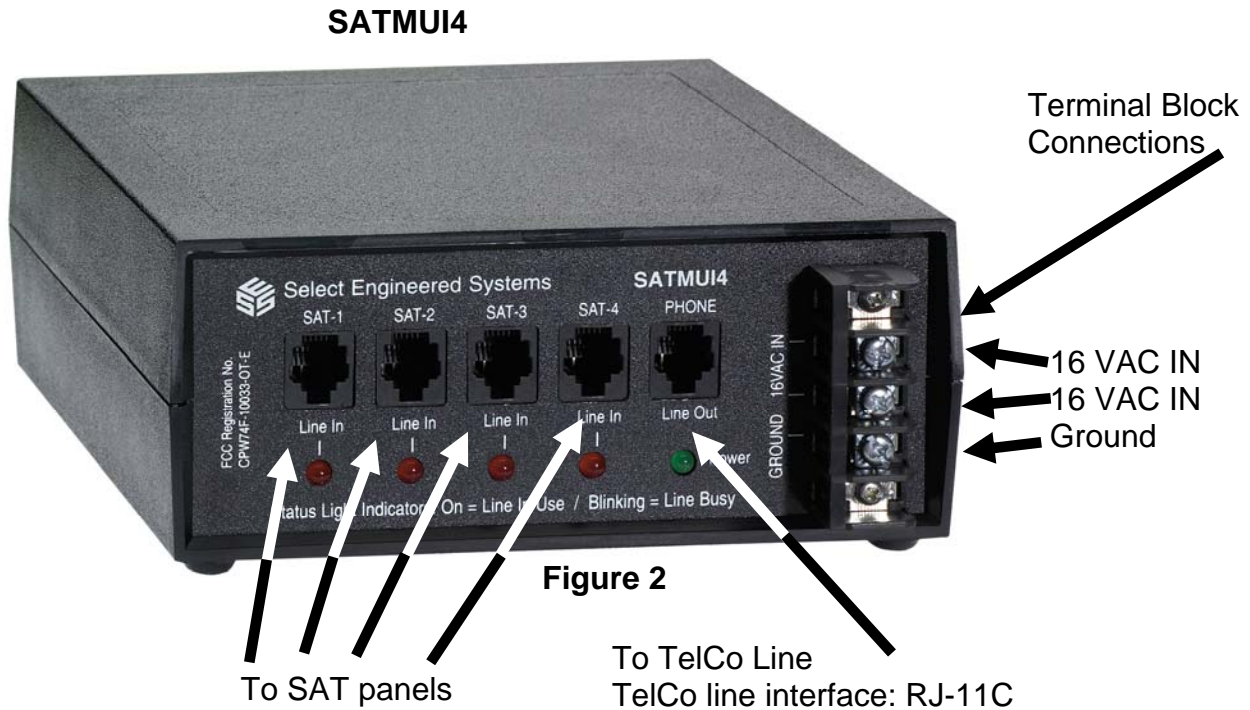 SATMUI4
Terminal Block
Connections
Select Engineered Systems
SATMUI4
SAT-1
SAT-2
SAT-3
SAT-4
PHONE
FCC Registration No.
CPW74F-10033-OT-E
Line In
Line In
Line In
Line In
Line Out
16VAC IN
GROUND
16 VAC IN
16 VAC IN
Ground
Status Light Indicators On = Line In Use / Blinking = Line Busy
Figure 2
To SAT panels
To TelCo Line
TelCo line interface: RJ-11C